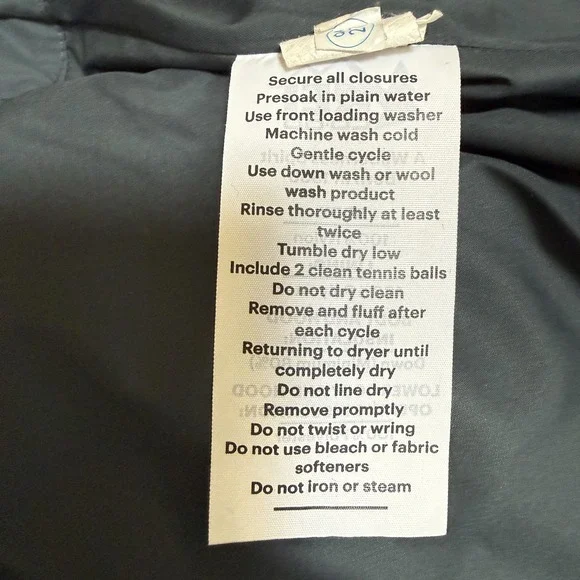 Secure all closures
Presoak in plain water
Use front loading washer
Machine wash cold
Gentle cycle
Use down wash or wool
wash product
Rinse thoroughly at least
twice
Tumble dry low
Include 2 clean tennis balls
Do not dry clean
Remove and fluff after
each cycle
Returning to dryer until
completely dry
Do not line dry
Remove promptly
Do not twist or wring
Do not use bleach or fabric
softeners
Do not iron or steam